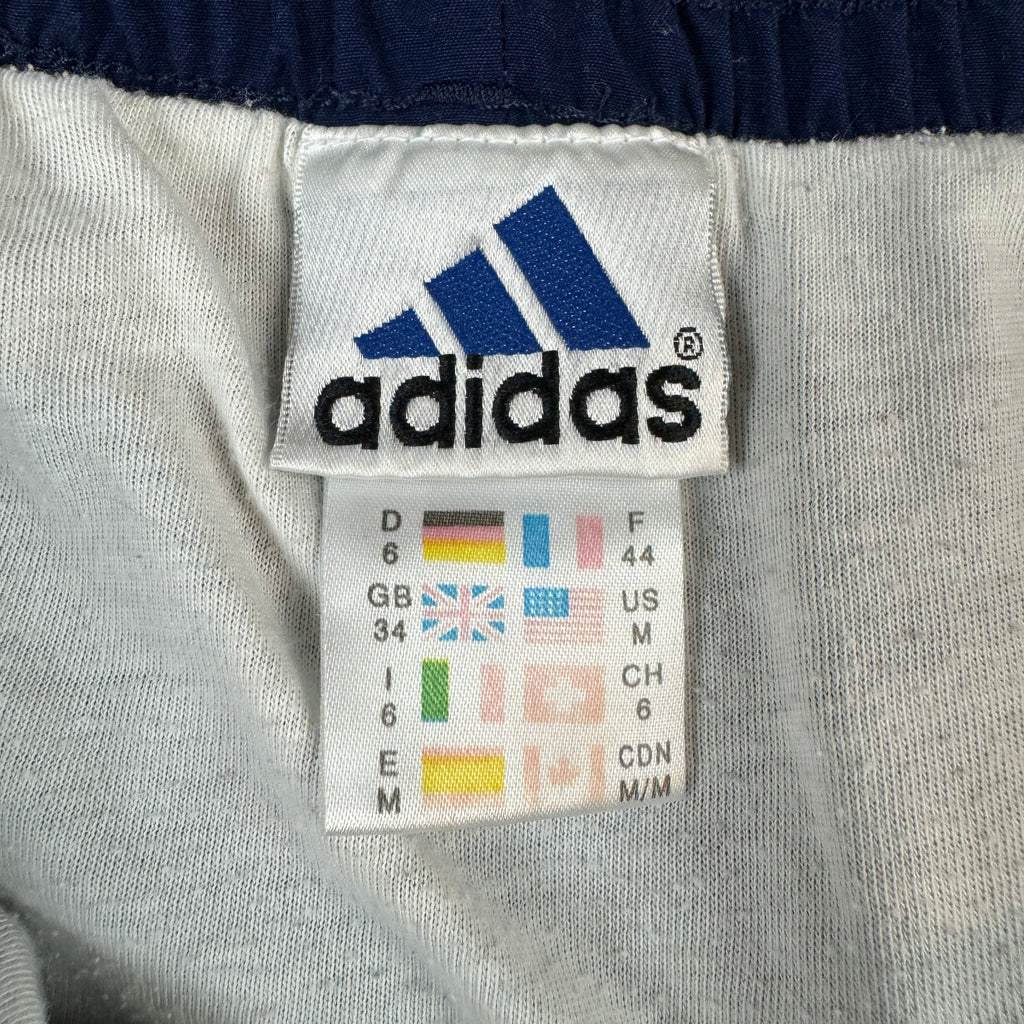 adidas®
D F
6 44
GB US
34 M
I CH
6 6
E CDN
M M/M